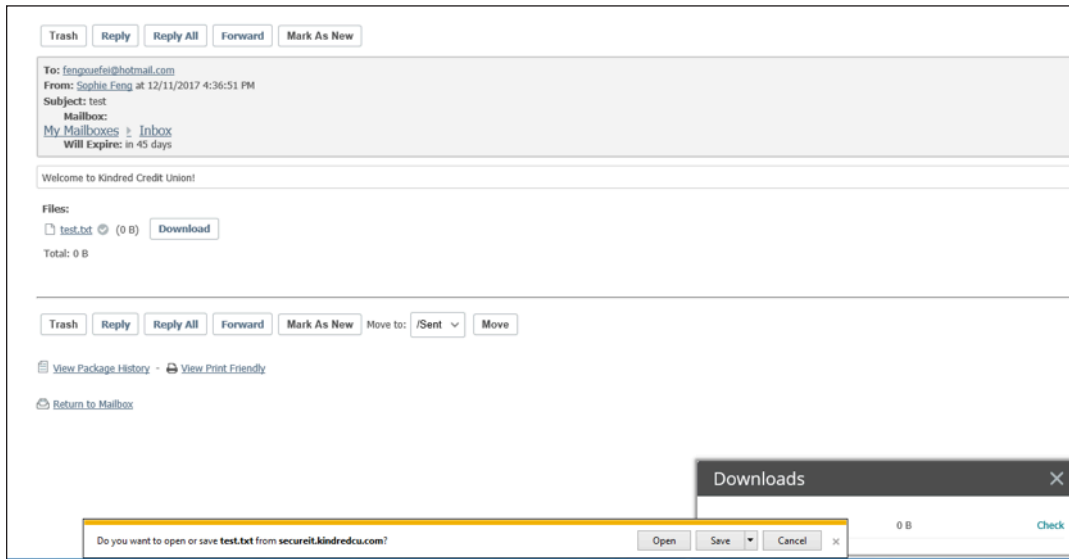 Trash Reply Reply All Forward Mark As New
To: fengxuefei@hotmail.com
From: Sophie Feng at 12/11/2017 4:36:51 PM
Subject: test
Mailbox:
My Mailboxes Inbox
Will Expire: in 45 days
Welcome to Kindred Credit Union!
Files:
test.txt (0 B) Download
Total: 0 B
Trash Reply Reply All Forward Mark As New Move to: /Sent Move
View Package History - View Print Friendly
Return to Mailbox
Downloads
0 B Check
Do you want to open or save test.txt from secureit.kindredcu.com? Open Save Cancel